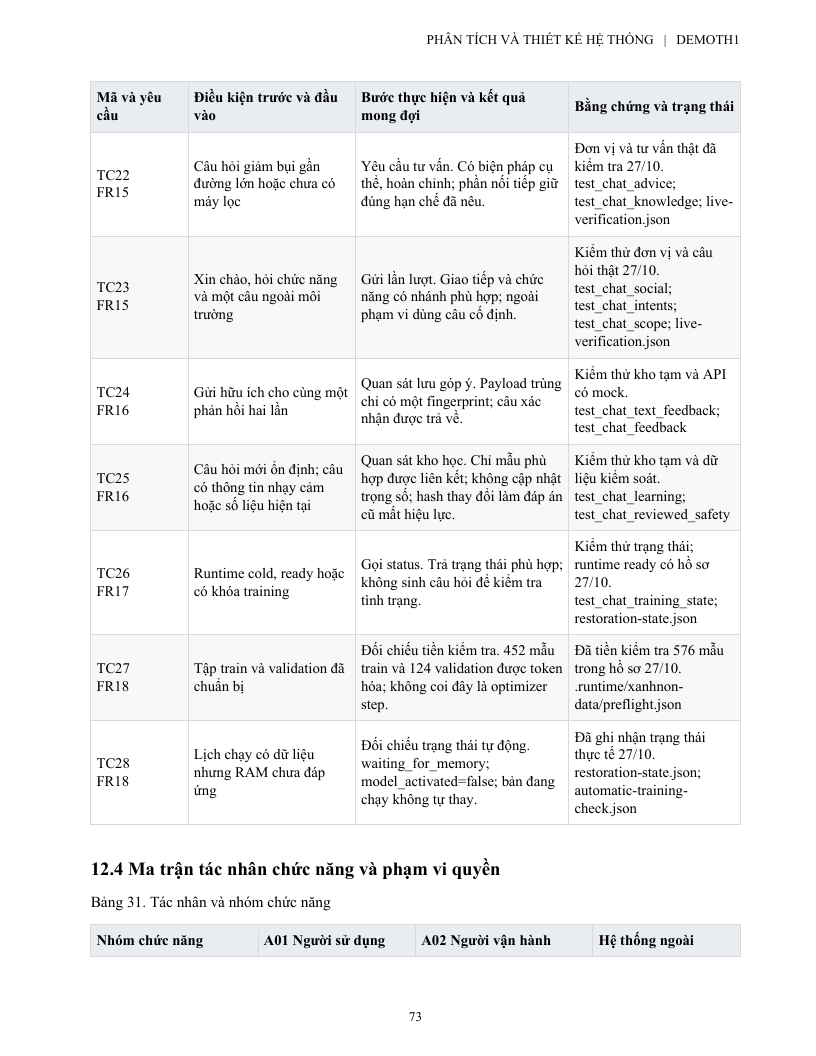 PHÂN TÍCH VÀ THIẾT KẾ HỆ THỐNG | DEMOTH1
Mã và yêu
cầu
Điều kiện trước và đầu
vào
Bước thực hiện và kết quả
mong đợi
Bằng chứng và trạng thái
TC22
FR15
Câu hỏi giảm bụi gần
đường lớn hoặc chưa có
máy lọc
Yêu cầu tư vấn. Có biện pháp cụ
thể, hoàn chỉnh; phần nối tiếp giữ
đúng hạn chế đã nêu.
Đơn vị và tư vấn thật đã
kiểm tra 27/10.
test_chat_advice;
test_chat_knowledge; live-
verification.json
TC23
FR15
Xin chào, hỏi chức năng
và một câu ngoài môi
trường
Gửi lần lượt. Giao tiếp và chức
năng có nhánh phù hợp; ngoài
phạm vi dùng câu cố định.
Kiểm thử đơn vị và câu
hỏi thật 27/10.
test_chat_social;
test_chat_intents;
test_chat_scope; live-
verification.json
TC24
FR16
Gửi hữu ích cho cùng một
phản hồi hai lần
Quan sát lưu góp ý. Payload trùng
chỉ có một fingerprint; câu xác
nhận được trả về.
Kiểm thử kho tạm và API
có mock.
test_chat_text_feedback;
test_chat_feedback
TC25
FR16
Câu hỏi mới ổn định; câu
có thông tin nhạy cảm
hoặc số liệu hiện tại
Quan sát kho học. Chỉ mẫu phù
hợp được liên kết; không cập nhật
trọng số; hash thay đổi làm đáp án
cũ mất hiệu lực.
Kiểm thử kho tạm và dữ
liệu kiểm soát.
test_chat_learning;
test_chat_reviewed_safety
TC26
FR17
Runtime cold, ready hoặc
có khóa training
Gọi status. Trả trạng thái phù hợp;
không sinh câu hỏi để kiểm tra
tình trạng.
Kiểm thử trạng thái;
runtime ready có hồ sơ
27/10.
test_chat_training_state;
restoration-state.json
TC27
FR18
Tập train và validation đã
chuẩn bị
Đối chiếu tiền kiểm tra. 452 mẫu
train và 124 validation được token
hóa; không coi đây là optimizer
step.
Đã tiền kiểm tra 576 mẫu
trong hồ sơ 27/10.
.runtime/xanhnon-
data/preflight.json
TC28
FR18
Lịch chạy có dữ liệu
nhưng RAM chưa đáp
ứng
Đối chiếu trạng thái tự động.
waiting_for_memory;
model_activated=false; bản đang
chạy không tự thay.
Đã ghi nhận trạng thái
thực tế 27/10.
restoration-state.json;
automatic-training-
check.json
12.4 Ma trận tác nhân chức năng và phạm vi quyền
Bảng 31. Tác nhân và nhóm chức năng
Nhóm chức năng
A01 Người sử dụng
A02 Người vận hành
Hệ thống ngoài
73